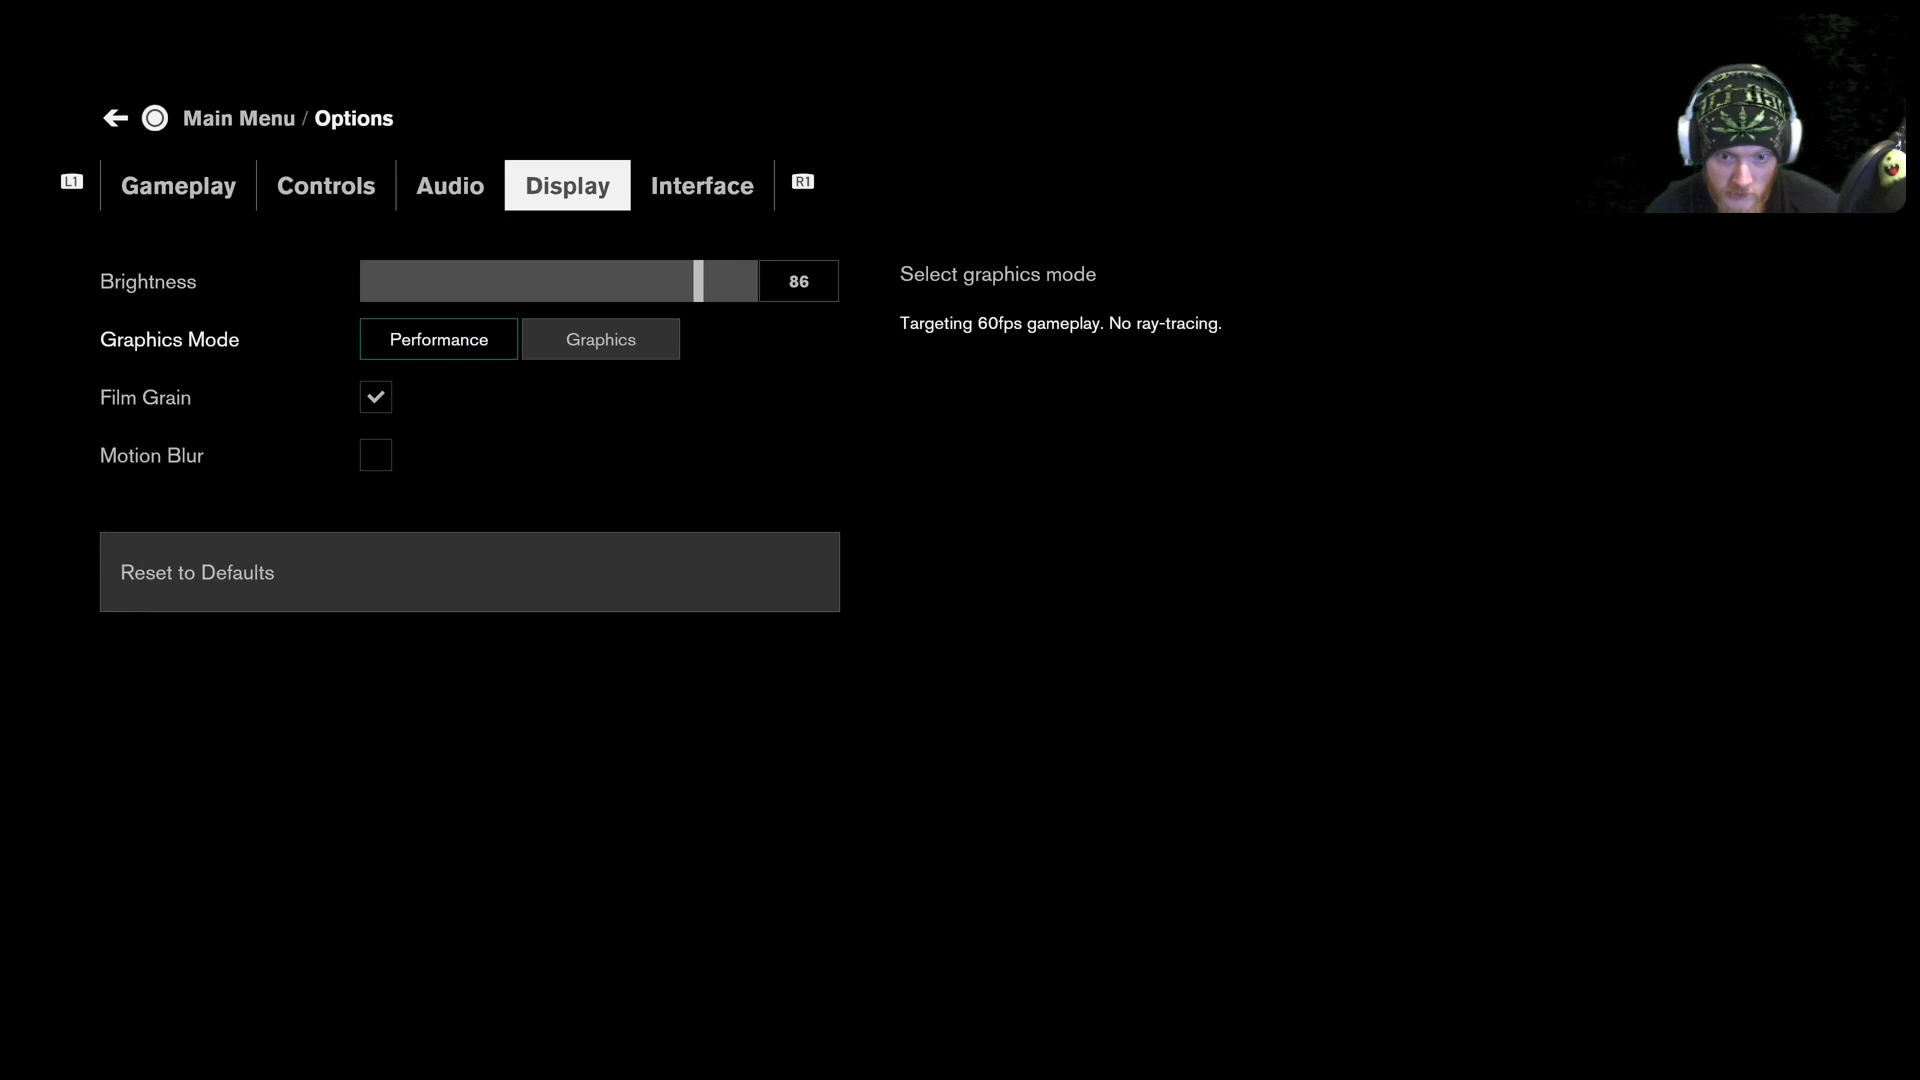 Main Menu / Options
L1 Gameplay Controls Audio Display Interface R1
Brightness 86
Graphics Mode Performance Graphics
Film Grain
Motion Blur
Reset to Defaults
Select graphics mode
Targeting 60fps gameplay. No ray-tracing.